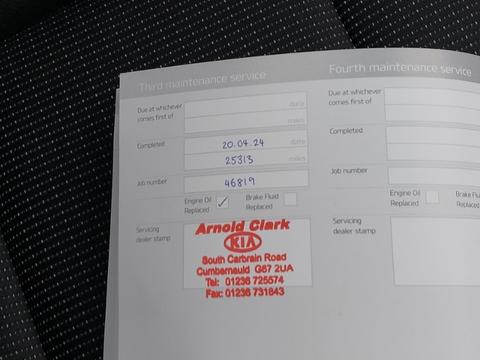 Third maintenance service
Due at whichever
comes first of
date
miles
Completed
20.04.24 date
25313 miles
Job number
46819
Engine Oil
Replaced
Brake Fluid
Replaced
Servicing
dealer stamp
Arnold Clark
KIA
South Carbrain Road
Cumbernauld G67 2UA
Tel: 01236 725574
Fax: 01236 731643
Fourth maintenance service
Due at whichever
comes first of
Completed
Job number
Engine Oil
Replaced
Brake Flu
Replaced
Servicing
dealer stamp